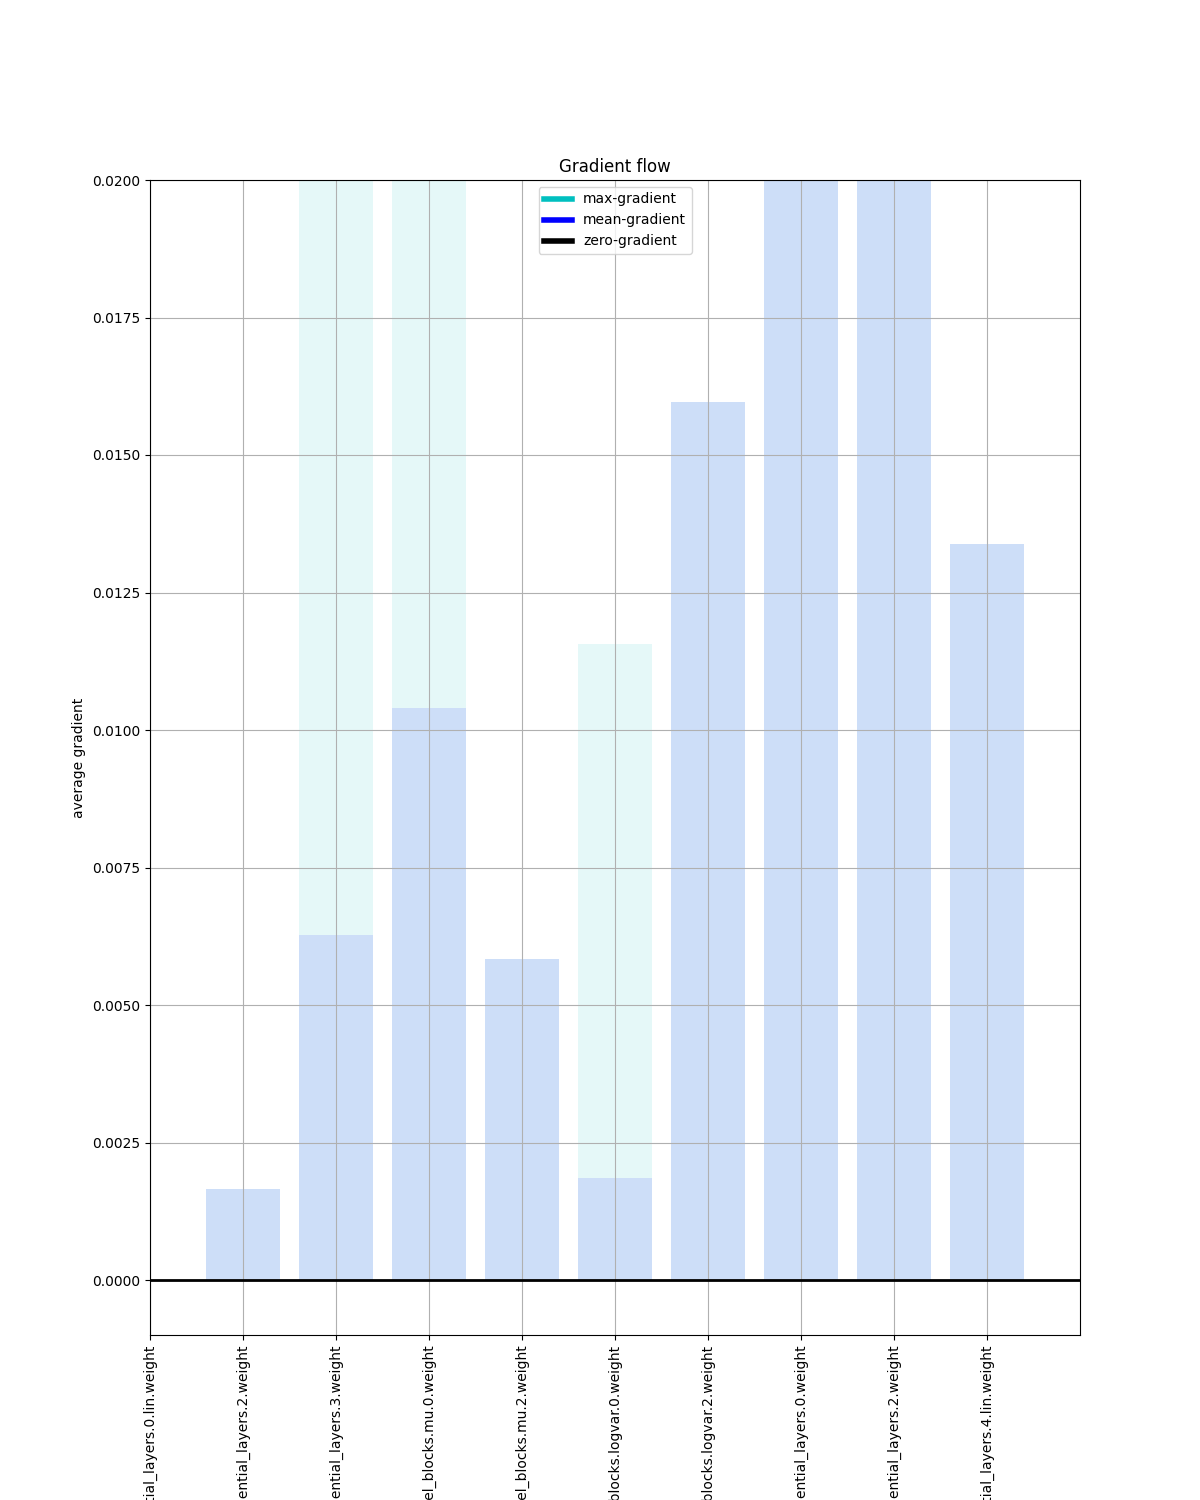 Gradient flow
max-gradient
mean-gradient
zero-gradient
0.0200
0.0175
0.0150
0.0125
0.0100
0.0075
0.0050
0.0025
0.0000
average gradient
tial_layers.0.lin.weight
ential_layers.2.weight
ential_layers.3.weight
el_blocks.mu.0.weight
el_blocks.mu.2.weight
blocks.logvar.0.weight
blocks.logvar.2.weight
ential_layers.0.weight
ential_layers.2.weight
tial_layers.4.lin.weight